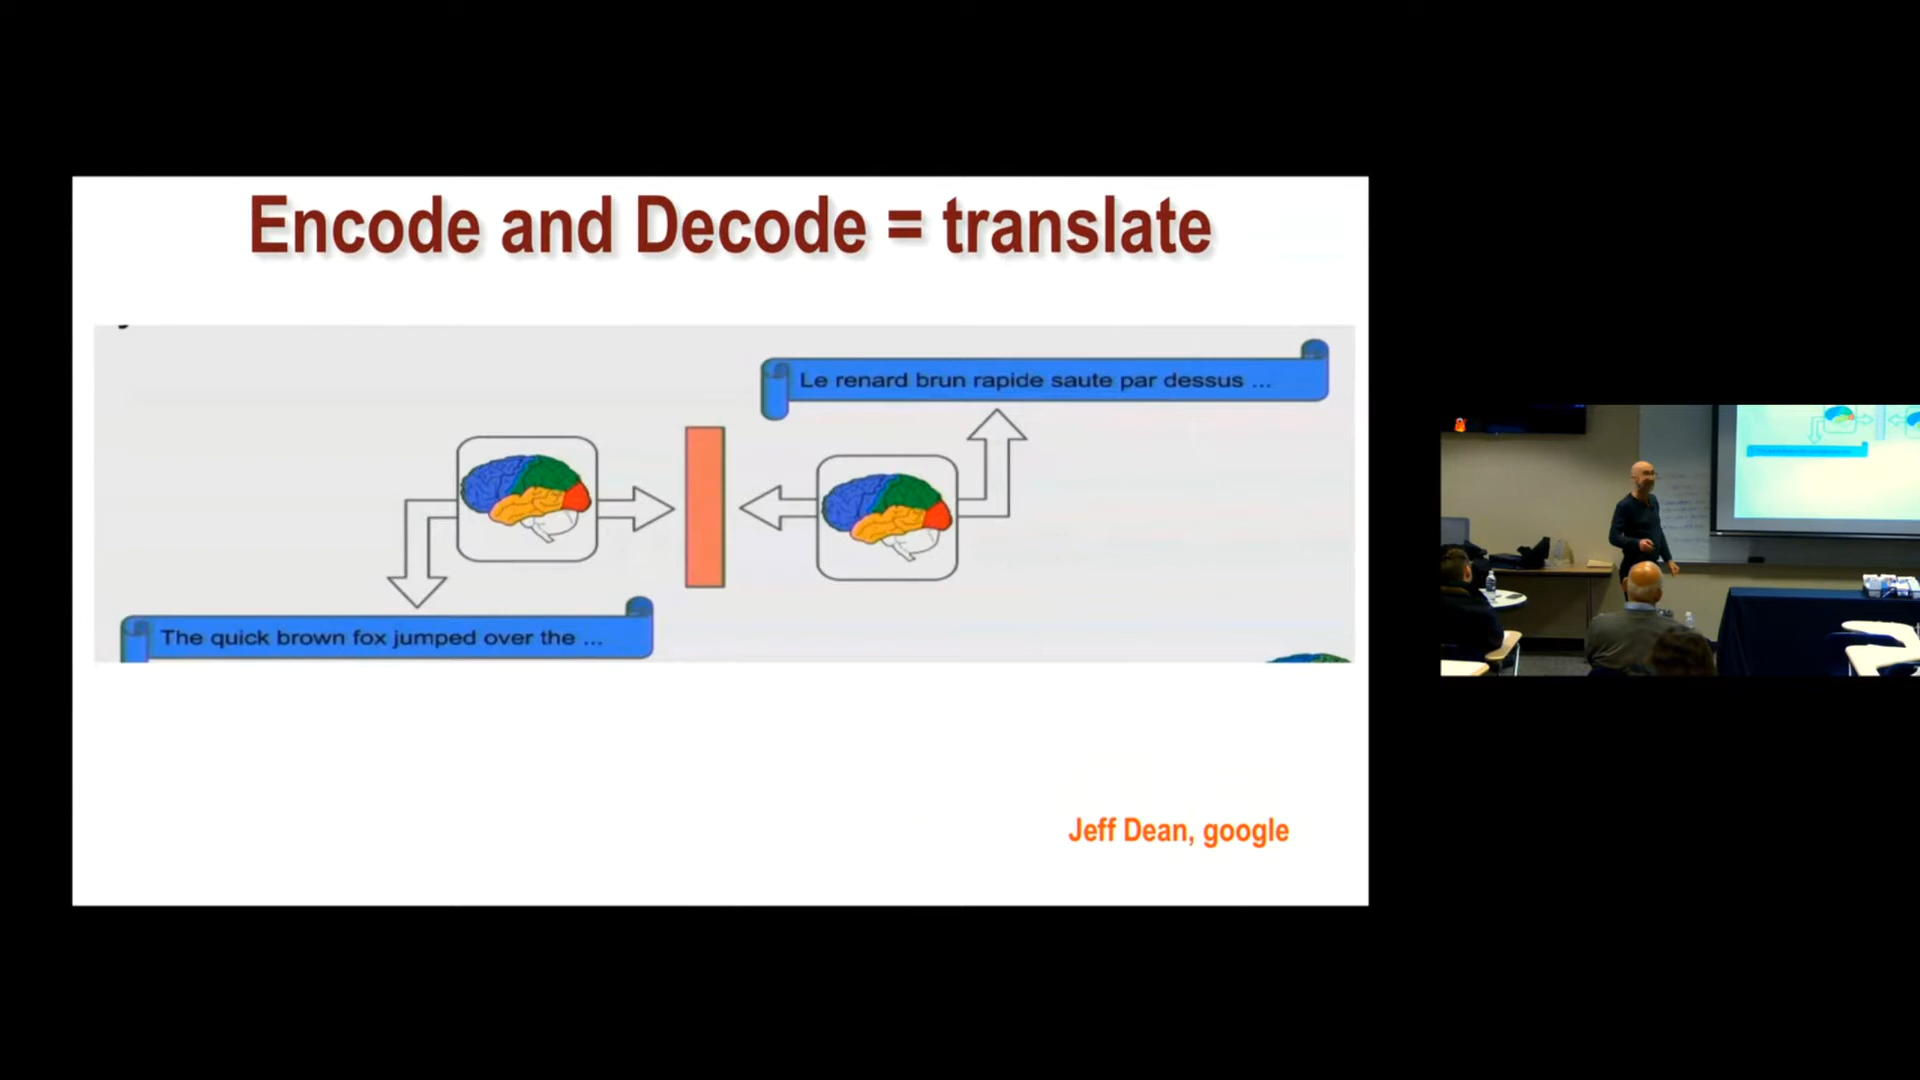 Encode and Decode = translate
Le renard brun rapide saute par dessus ...
The quick brown fox jumped over the ...
Jeff Dean, google